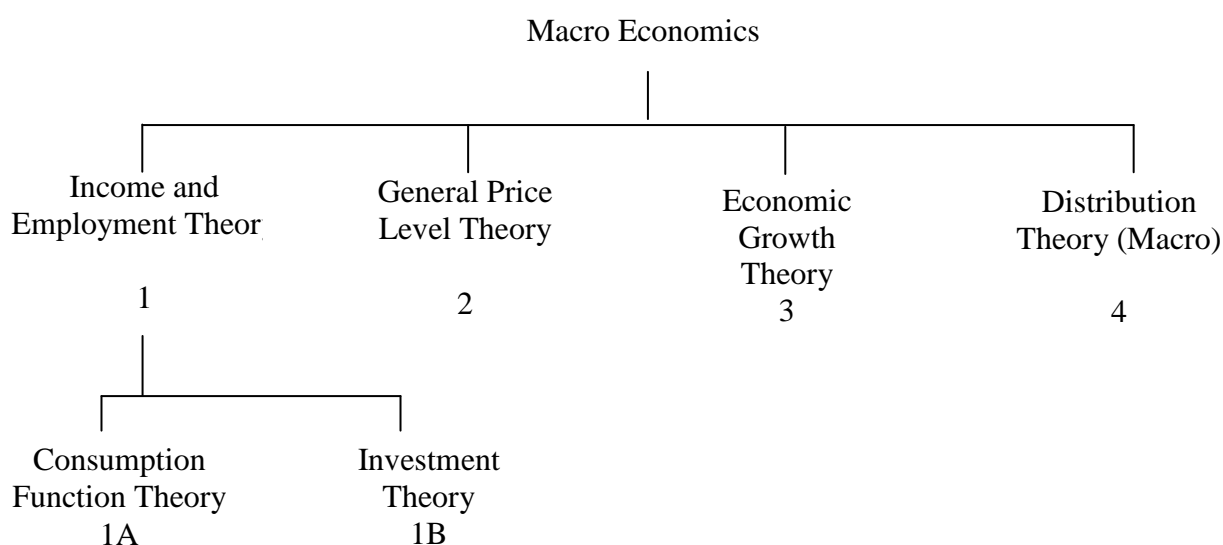 Macro Economics
Income and
Employment Theor
1
General Price
Level Theory
2
Economic
Growth
Theory
3
Distribution
Theory (Macro)
4
Consumption
Function Theory
1A
Investment
Theory
1B